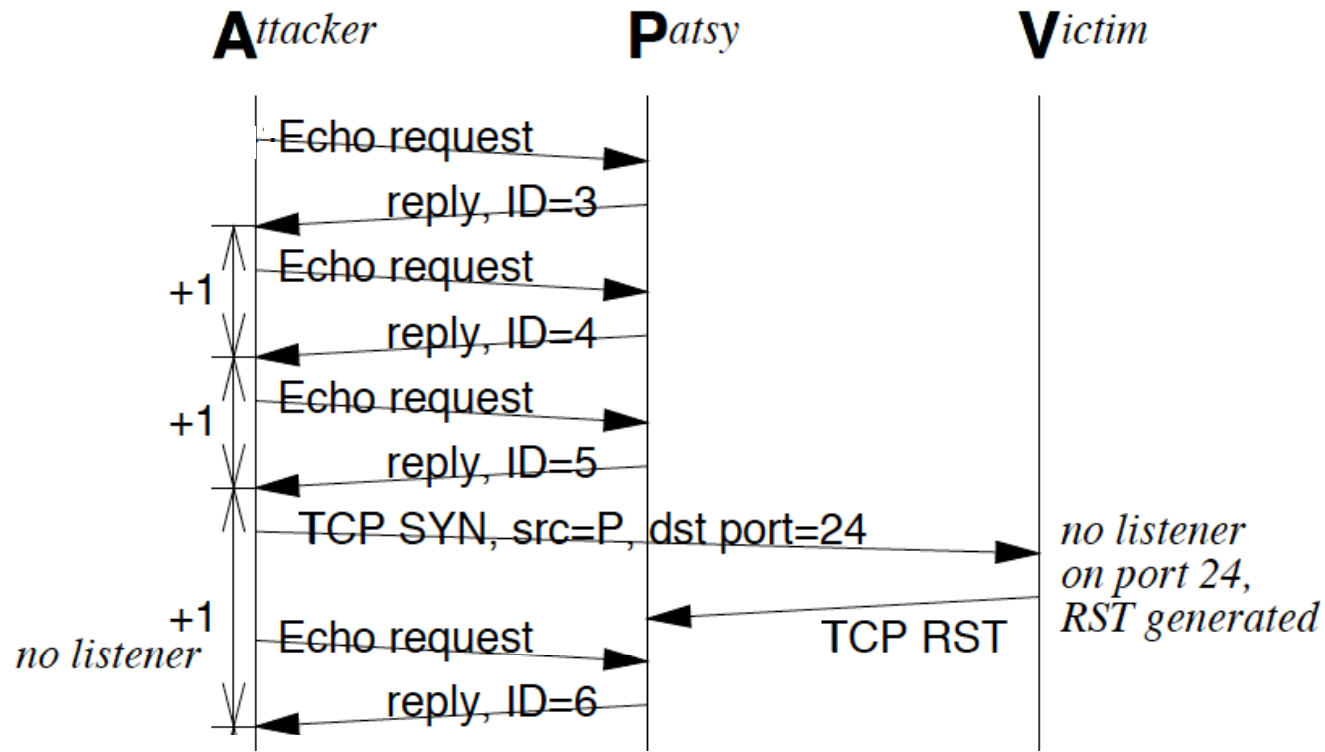 Attacker Patsy Victim
Echo request
reply, ID=3
+1
Echo request
reply, ID=4
+1
Echo request
reply, ID=5
TCP SYN, src=P, dst port=24
no listener
on port 24,
RST generated
+1
no listener
TCP RST
Echo request
reply, ID=6